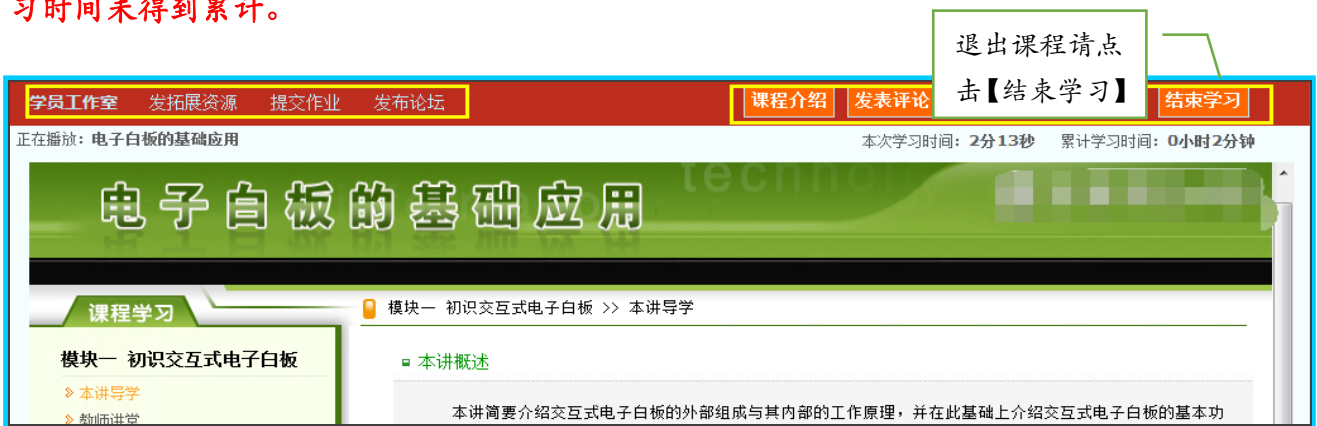 习时间未得到累计。
退出课程请点
击【结束学习】
学员工作室 发拓展资源 提交作业 发布论坛 课程介绍 发表评论 结束学习
正在播放：电子白板的基础应用 本次学习时间：2分13秒 累计学习时间：0小时2分钟
电子白板的基础应用
课程学习
模块一 初识交互式电子白板 >> 本讲导学
模块一 初识交互式电子白板
本讲概述
本讲导学
教师讲堂
本讲简要介绍交互式电子白板的外部组成与其内部的工作原理，并在此基础上介绍交互式电子白板的基本功